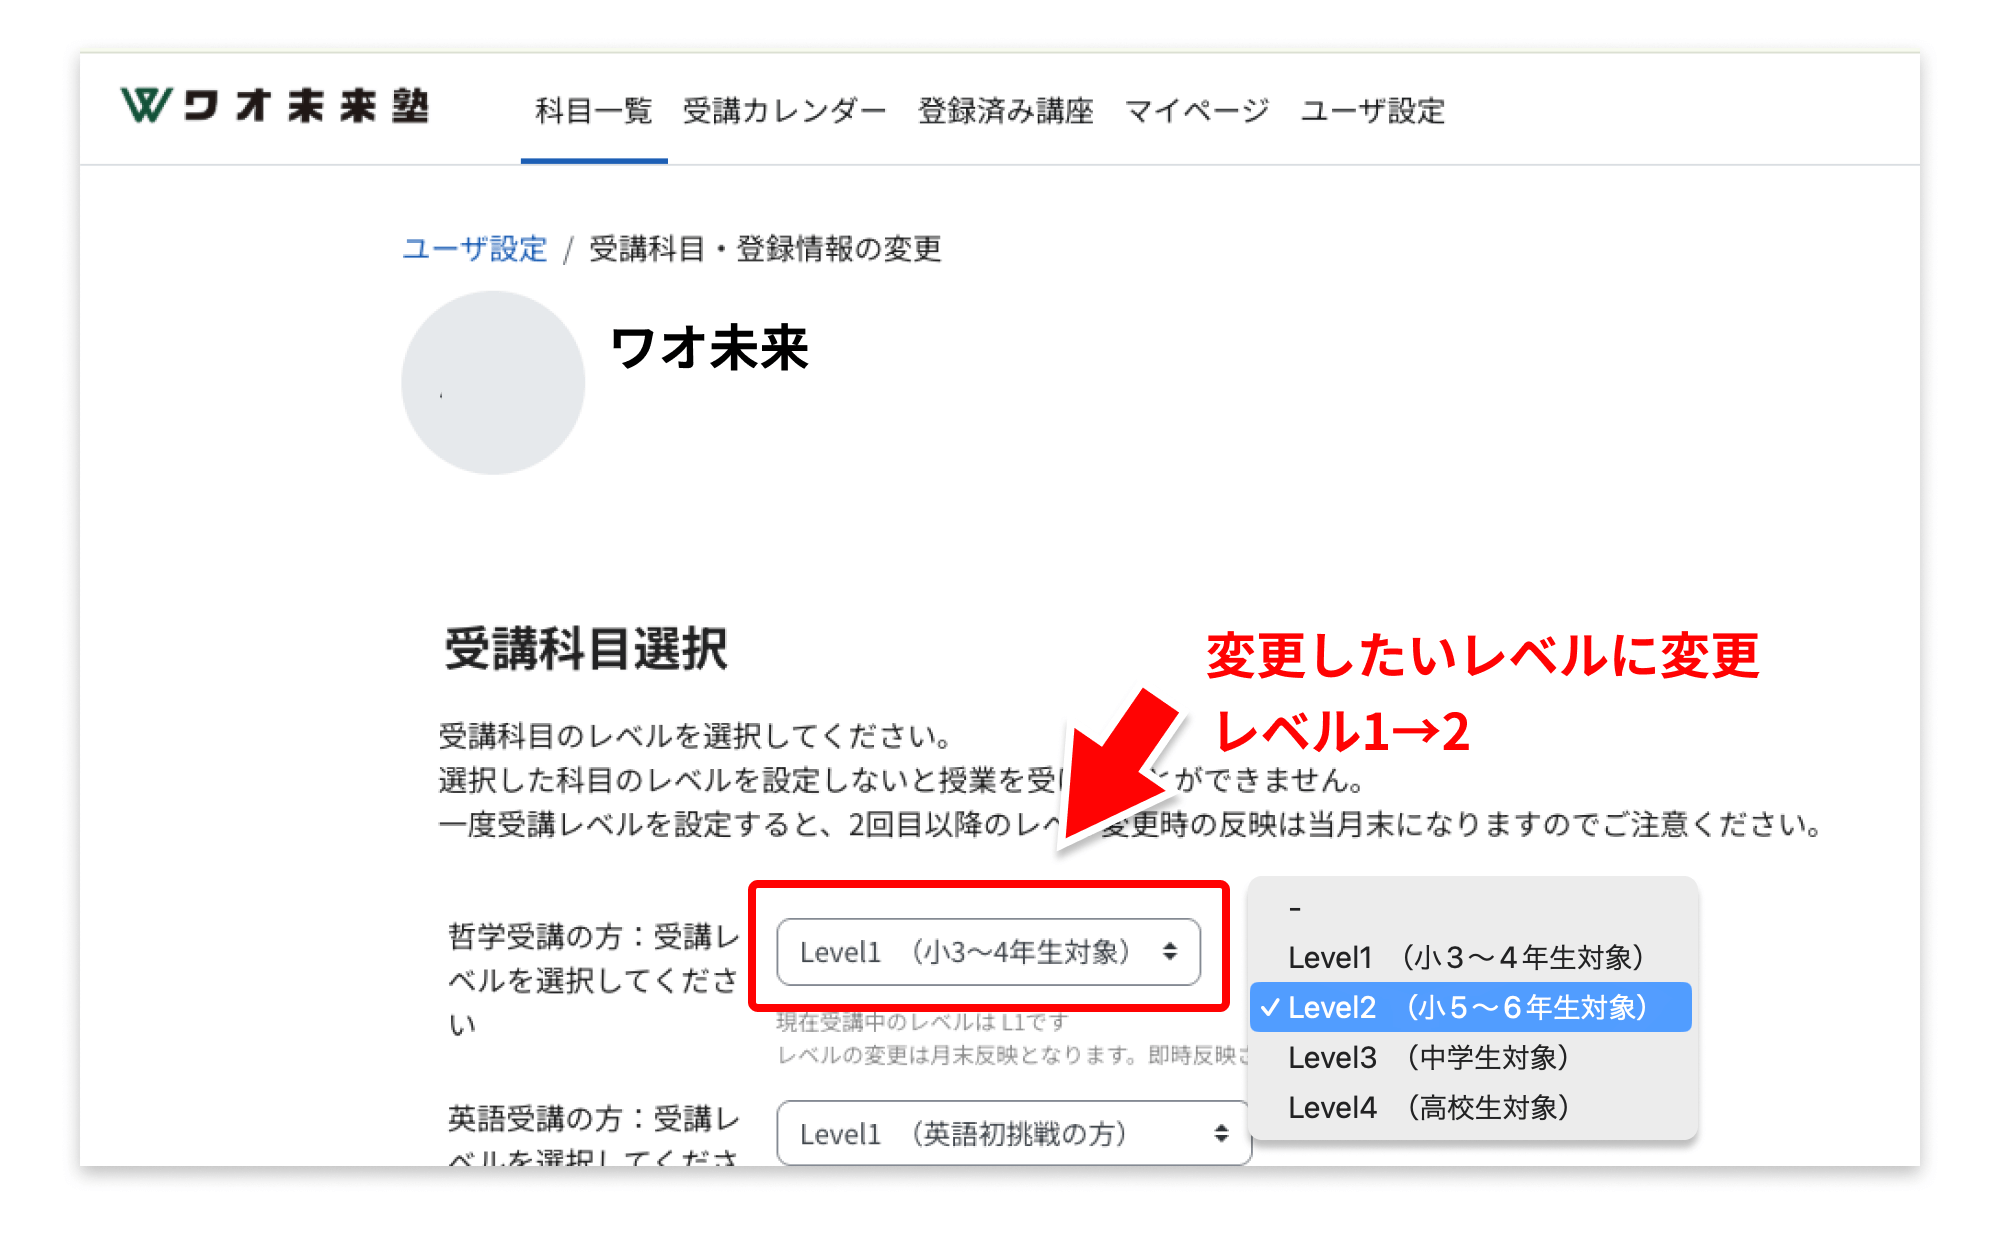 ワオ未来塾
科目一覧 受講カレンダー 登録済み講座 マイページ ユーザ設定
ユーザ設定 / 受講科目・登録情報の変更
ワオ未来
受講科目選択
変更したいレベルに変更
レベル1→2
受講科目のレベルを選択してください。
選択した科目のレベルを設定しないと授業を受 とができません。
一度受講レベルを設定すると、2回目以降のレベ 変更時の反映は当月末になりますのでご注意ください。
哲学受講の方：受講レ
ベルを選択してくださ
い
Level1 （小3〜4年生対象）
現在受講中のレベルは L1です
レベルの変更は月末反映となります。即時反映さ
-
Level1 （小３〜４年生対象）
✓ Level2 （小５〜６年生対象）
Level3 （中学生対象）
Level4 （高校生対象）
英語受講の方：受講レ
ベルを選択してくださ
Level1 （英語初挑戦の方）